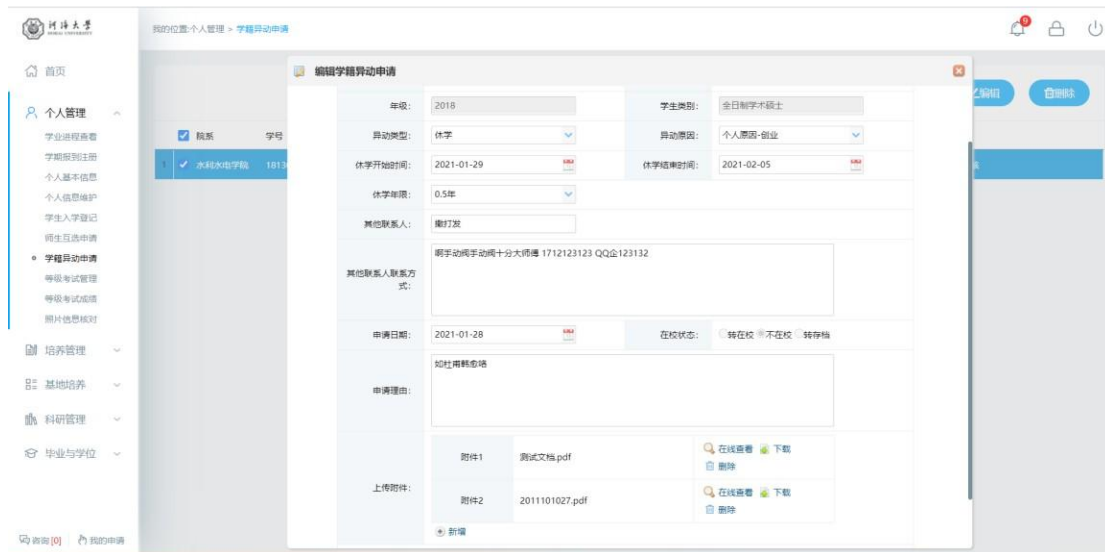 河海大学
HOHAI UNIVERSITY
我的位置:个人管理 > 学籍异动申请
9
首页
个人管理
学业进程查看
学期报到注册
个人基本信息
个人信息维护
学生入学登记
师生互选申请
学籍异动申请
等级考试管理
等级考试成绩
照片信息核对
培养管理
基地培养
科研管理
毕业与学位
咨询[0] 我的申请
编辑 删除
院系 学号
1 水利水电学院 1813
编辑学籍异动申请
年级: 2018 学生类别: 全日制学术硕士
异动类型: 休学 异动原因: 个人原因-创业
休学开始时间: 2021-01-29 休学结束时间: 2021-02-05
休学年限: 0.5年
其他联系人: 撒打发
其他联系人联系方式: 啊手动阀手动阀十分大师傅 1712123123 QQ企123132
申请日期: 2021-01-28 在校状态: 转在校 不在校 转存档
申请理由: 如杜甫韩愈咯
上传附件:
附件1 测试文档.pdf 在线查看 下载
删除
附件2 2011101027.pdf 在线查看 下载
删除
新增